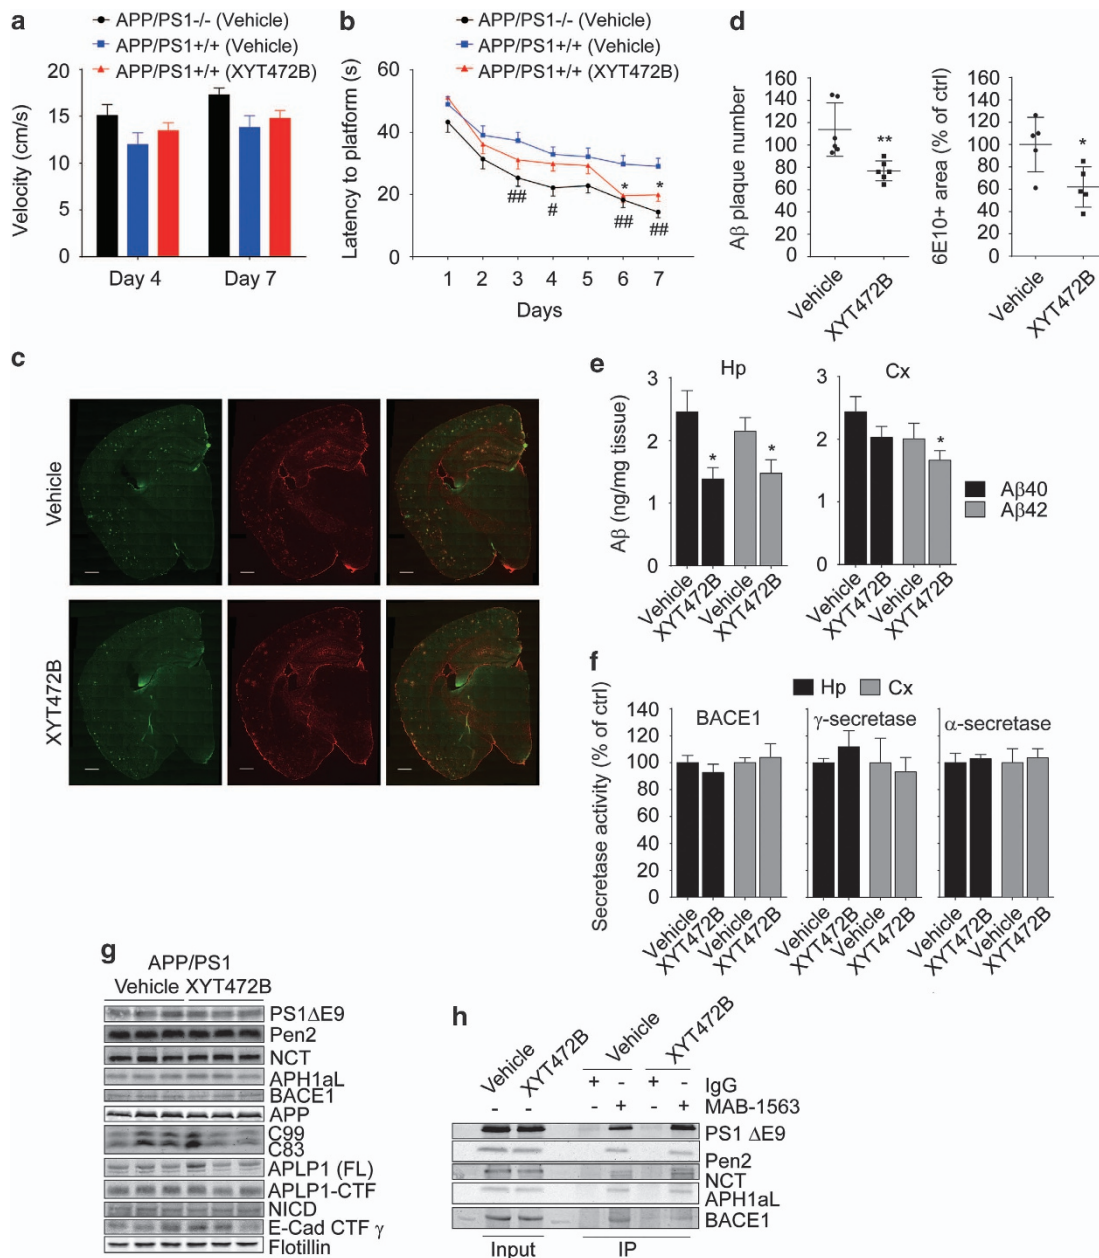 a
APP/PS1-/- (Vehicle)
APP/PS1+/+ (Vehicle)
APP/PS1+/+ (XYT472B)
Velocity (cm/s)
20
15
10
5
0
Day 4
Day 7
b
APP/PS1-/- (Vehicle)
APP/PS1+/+ (Vehicle)
APP/PS1+/+ (XYT472B)
Latency to platform (s)
60
40
20
0
##
#
* *
## ##
1 2 3 4 5 6 7
Days
d
Aβ plaque number
160
140
120
100
80
60
40
20
0
**
Vehicle
XYT472B
6E10+ area (% of ctrl)
160
140
120
100
80
60
40
20
0
*
Vehicle
XYT472B
c
Vehicle
XYT472B
e
Hp
Aβ (ng/mg tissue)
3
2
1
0
* *
Vehicle
XYT472B
Vehicle
XYT472B
Cx
3
2
1
0
*
Vehicle
XYT472B
Vehicle
XYT472B
Aβ40
Aβ42
f
Hp Cx
Secretase activity (% of ctrl)
140
120
100
80
60
40
20
0
BACE1
γ-secretase
α-secretase
Vehicle
XYT472B
Vehicle
XYT472B
Vehicle
XYT472B
Vehicle
XYT472B
Vehicle
XYT472B
Vehicle
XYT472B
g
APP/PS1
Vehicle XYT472B
PS1ΔE9
Pen2
NCT
APH1aL
BACE1
APP
C99
C83
APLP1 (FL)
APLP1-CTF
NICD
E-Cad CTF γ
Flotillin
h
Vehicle
XYT472B
Vehicle
XYT472B
+ - + - IgG
- - - + - + MAB-1563
PS1 ΔE9
Pen2
NCT
APH1aL
BACE1
Input IP